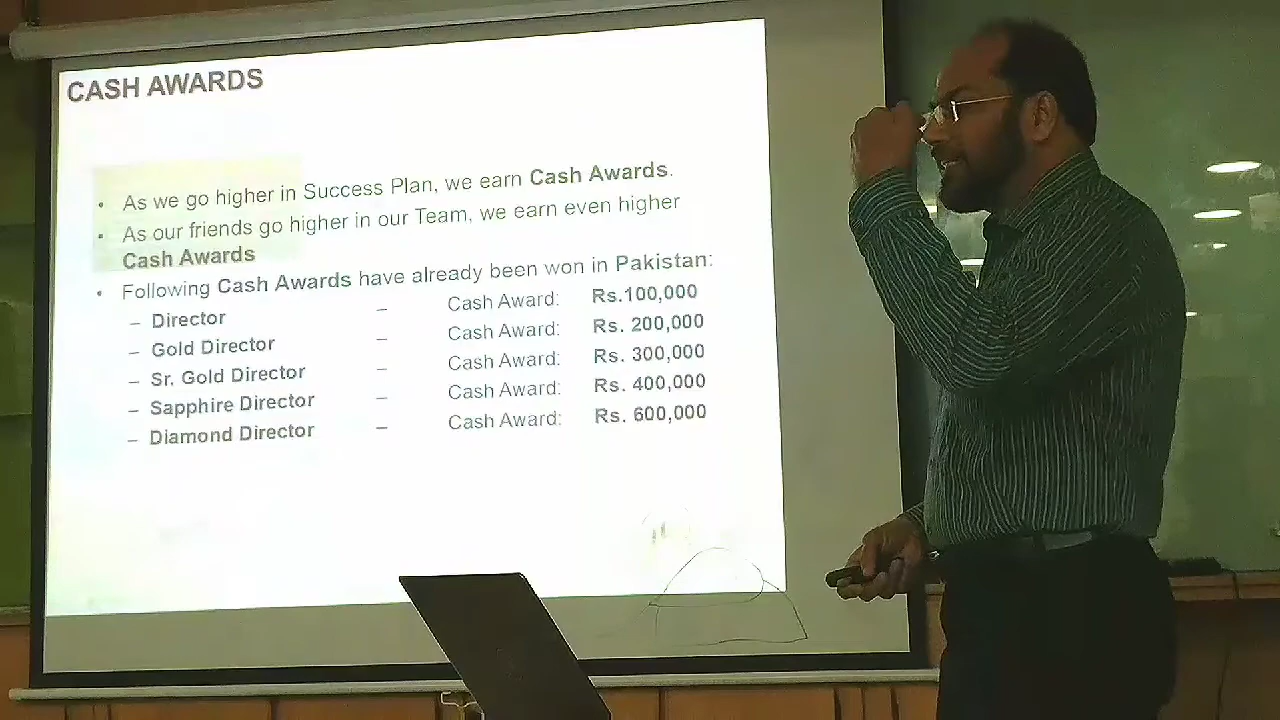 CASH AWARDS
• As we go higher in Success Plan, we earn Cash Awards.
• As our friends go higher in our Team, we earn even higher
Cash Awards
• Following Cash Awards have already been won in Pakistan:
– Director – Cash Award: Rs.100,000
– Gold Director – Cash Award: Rs. 200,000
– Sr. Gold Director – Cash Award: Rs. 300,000
– Sapphire Director – Cash Award: Rs. 400,000
– Diamond Director – Cash Award: Rs. 600,000